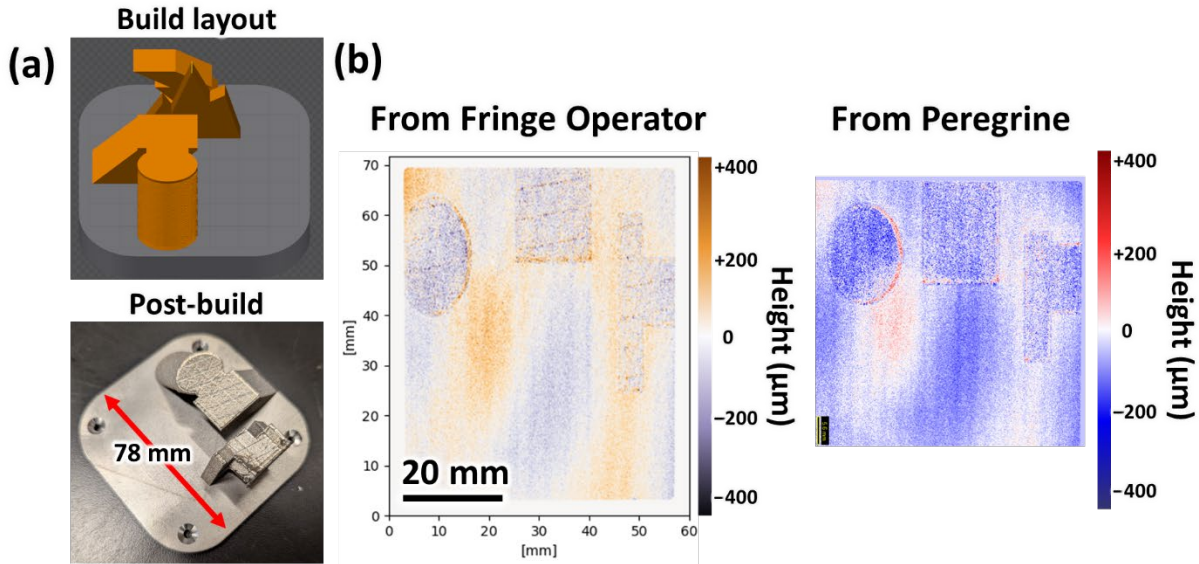 (a)
Build layout
Post-build
78 mm
(b)
From Fringe Operator
70
60
50
40
30
20
10
0
[mm]
0
10
20
30
40
50
60
[mm]
20 mm
+400
+200
0
−200
−400
Height (µm)
From Peregrine
+400
+200
0
−200
−400
Height (µm)